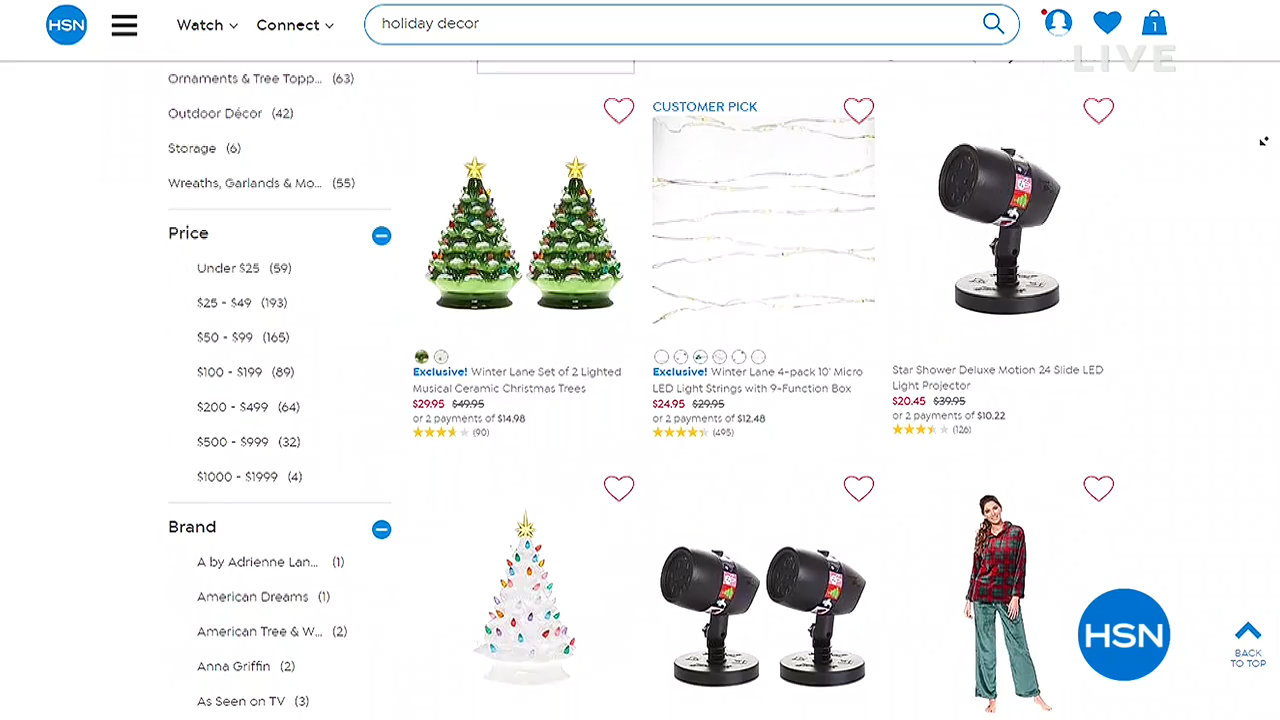 HSN
Watch
Connect
holiday decor
1
LIVE
Ornaments & Tree Topp... (63)
Outdoor Décor (42)
Storage (6)
Wreaths, Garlands & Mo... (55)
Price
Under $25 (59)
$25 - $49 (193)
$50 - $99 (165)
$100 - $199 (89)
$200 - $499 (64)
$500 - $999 (32)
$1000 - $1999 (4)
Brand
A by Adrienne Lan... (1)
American Dreams (1)
American Tree & W... (2)
Anna Griffin (2)
As Seen on TV (3)
Exclusive! Winter Lane Set of 2 Lighted
Musical Ceramic Christmas Trees
$29.95 $49.95
or 2 payments of $14.98
(90)
CUSTOMER PICK
Exclusive! Winter Lane 4-pack 10' Micro
LED Light Strings with 9-Function Box
$24.95 $29.95
or 2 payments of $12.48
(495)
Star Shower Deluxe Motion 24 Slide LED
Light Projector
$20.45 $39.95
or 2 payments of $10.22
(126)
HSN
BACK
TO TOP